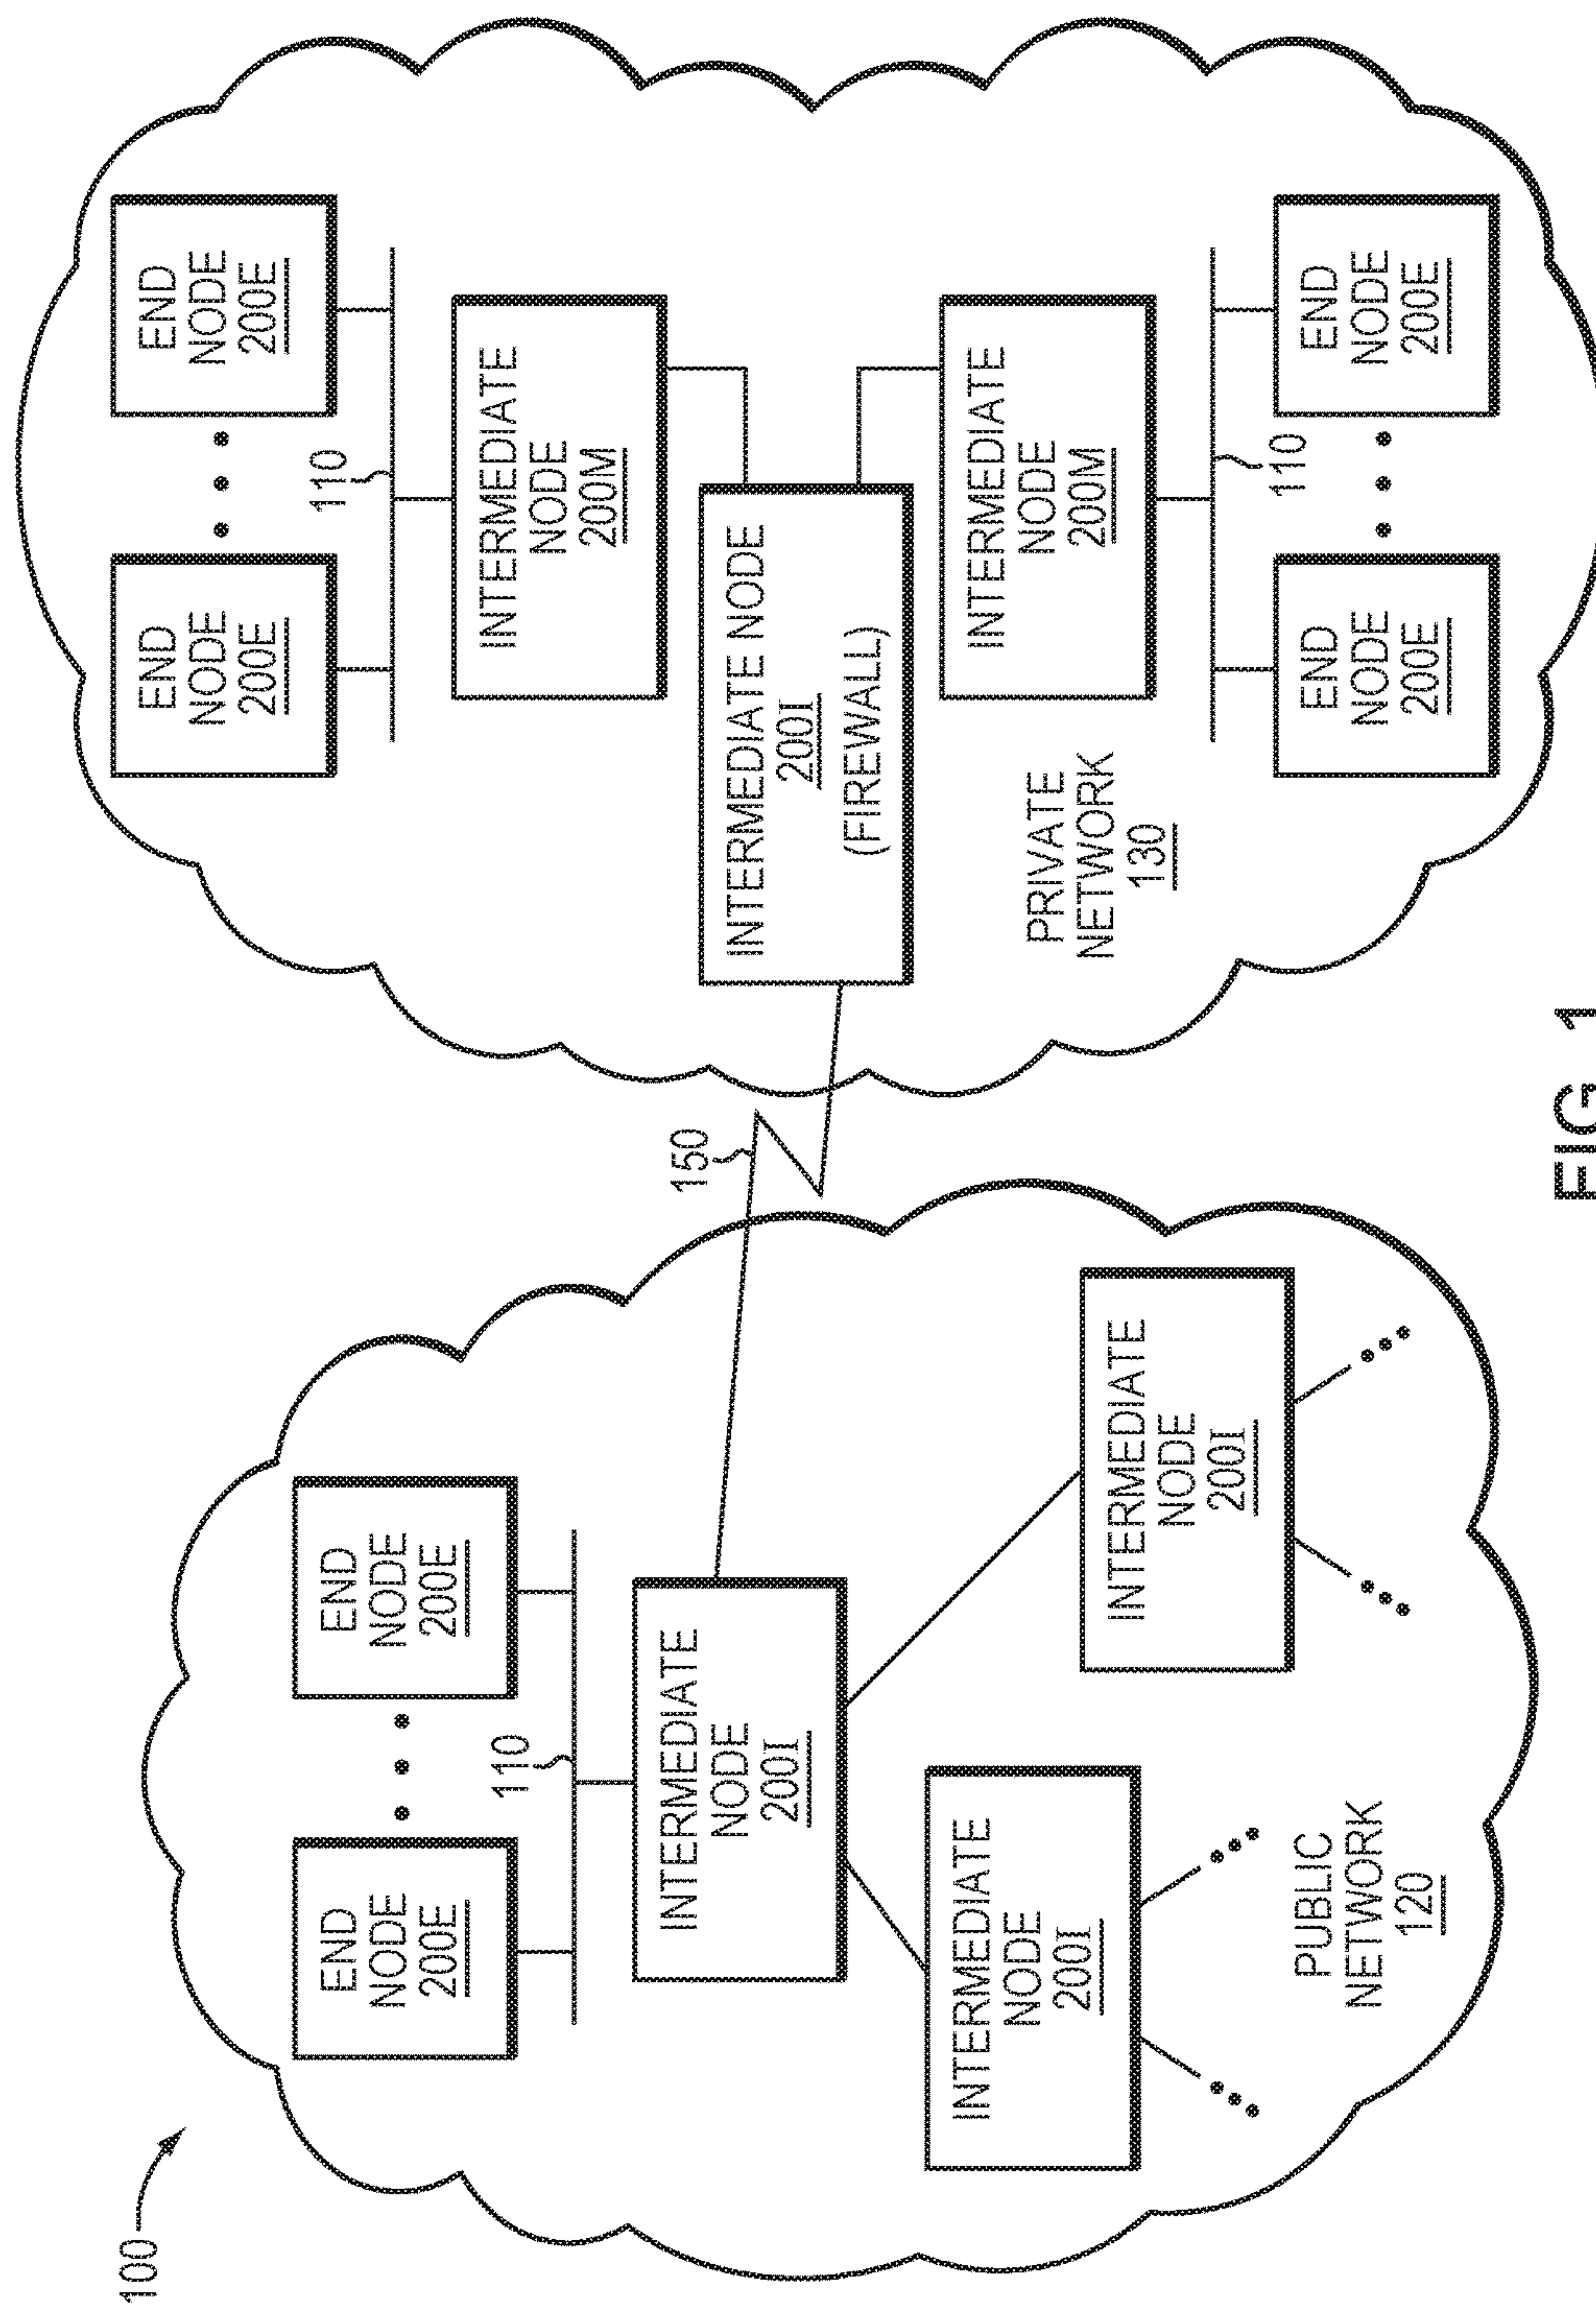 100
END
NODE
200E
END
NODE
200E
110
INTERMEDIATE
NODE
200I
INTERMEDIATE
NODE
200I
INTERMEDIATE
NODE
200I
PUBLIC
NETWORK
120
150
END
NODE
200E
END
NODE
200E
110
INTERMEDIATE
NODE
200M
INTERMEDIATE NODE
200I
(FIREWALL)
INTERMEDIATE
NODE
200M
PRIVATE
NETWORK
130
110
END
NODE
200E
END
NODE
200E
FIG. 1